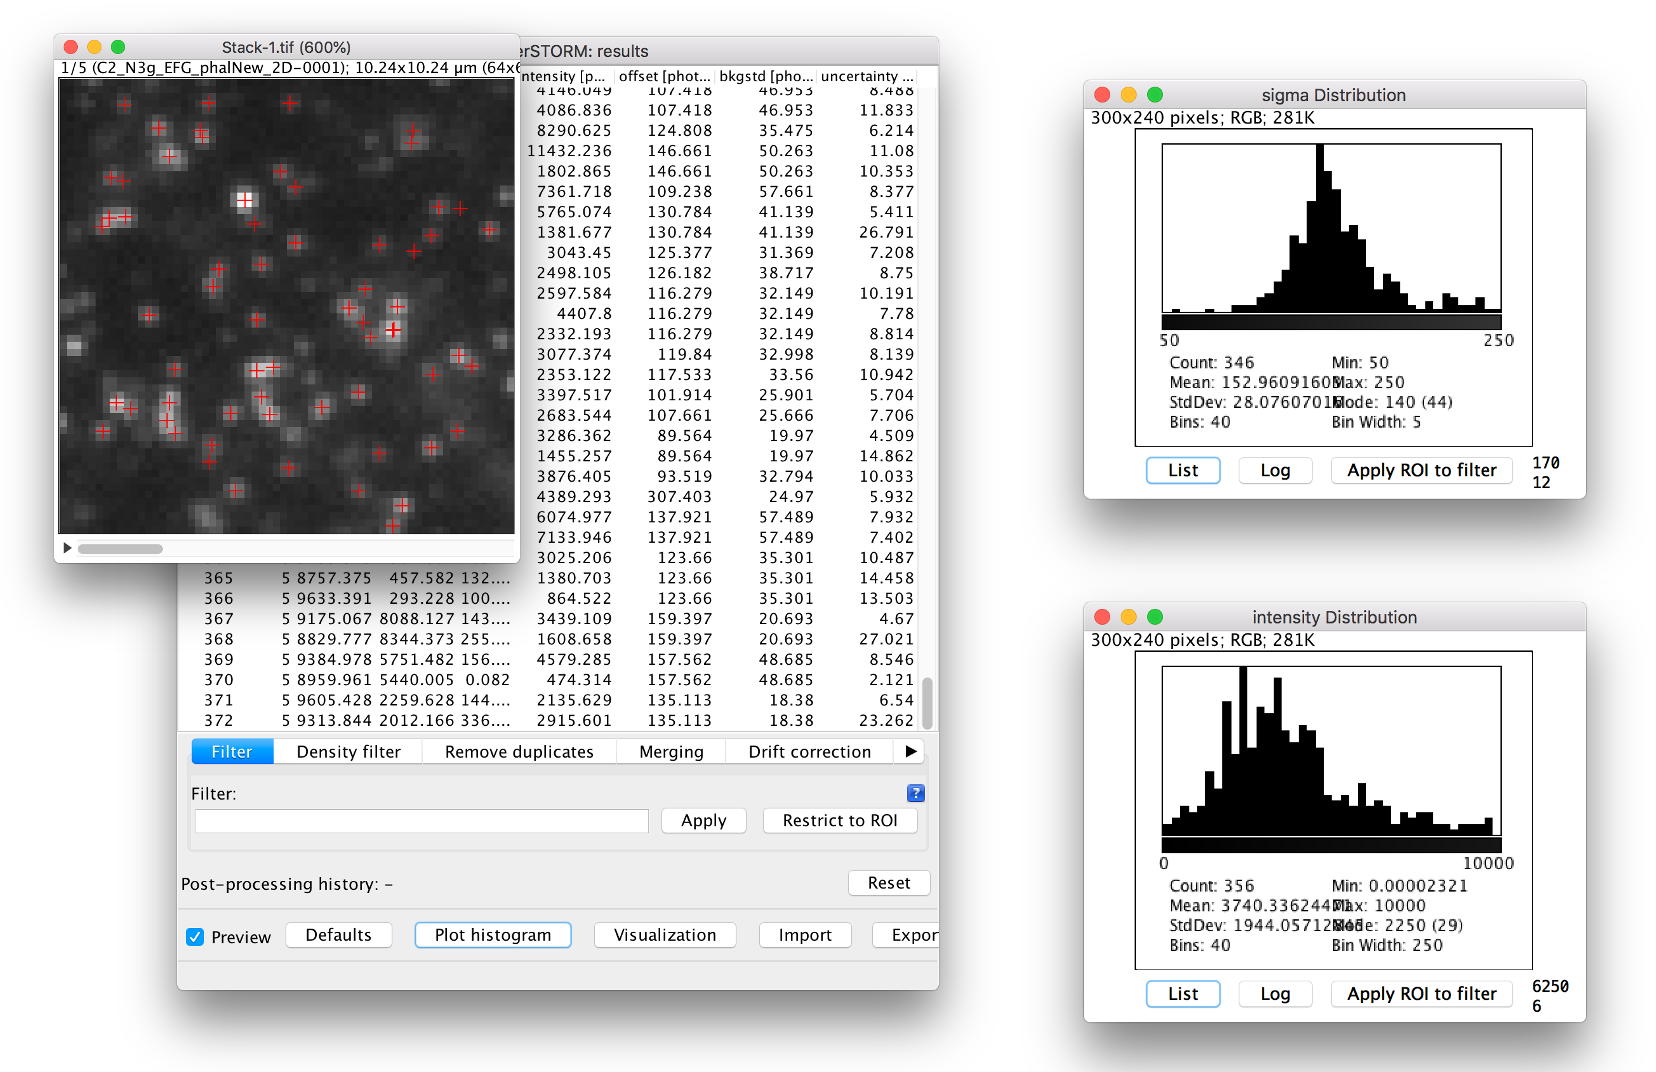 Stack-1.tif (600%)
1/5 (C2_N3g_EFG_phalNew_2D-0001); 10.24x10.24 µm (64x6
erSTORM: results
ntensity [p... offset [phot... bkgstd [pho... uncertainty ...
4146.049 107.418 46.953 8.488
4086.836 107.418 46.953 11.833
8290.625 124.808 35.475 6.214
11432.236 146.661 50.263 11.08
1802.865 146.661 50.263 10.353
7361.718 109.238 57.661 8.377
5765.074 130.784 41.139 5.411
1381.677 130.784 41.139 26.791
3043.45 125.377 31.369 7.208
2498.105 126.182 38.717 8.75
2597.584 116.279 32.149 10.191
4407.8 116.279 32.149 7.78
2332.193 116.279 32.149 8.814
3077.374 119.84 32.998 8.139
2353.122 117.533 33.56 10.942
3397.517 101.914 25.901 5.704
2683.544 107.661 25.666 7.706
3286.362 89.564 19.97 4.509
1455.257 89.564 19.97 14.862
3876.405 93.519 32.794 10.033
4389.293 307.403 24.97 5.932
6074.977 137.921 57.489 7.932
7133.946 137.921 57.489 7.402
3025.206 123.66 35.301 10.487
365 5 8757.375 457.582 132.... 1380.703 123.66 35.301 14.458
366 5 9633.391 293.228 100.... 864.522 123.66 35.301 13.503
367 5 9175.067 8088.127 143.... 3439.109 159.397 20.693 4.67
368 5 8829.777 8344.373 255.... 1608.658 159.397 20.693 27.021
369 5 9384.978 5751.482 156.... 4579.285 157.562 48.685 8.546
370 5 8959.961 5440.005 0.082 474.314 157.562 48.685 2.121
371 5 9605.428 2259.628 144.... 2135.629 135.113 18.38 6.54
372 5 9313.844 2012.166 336.... 2915.601 135.113 18.38 23.262
Filter Density filter Remove duplicates Merging Drift correction
Filter:
?
Apply Restrict to ROI
Post-processing history: -
Reset
Preview Defaults Plot histogram Visualization Import Expor
sigma Distribution
300x240 pixels; RGB; 281K
50 250
Count: 346 Min: 50
Mean: 152.9609160 Max: 250
StdDev: 28.0760701 Mode: 140 (44)
Bins: 40 Bin Width: 5
List Log Apply ROI to filter
170
12
intensity Distribution
300x240 pixels; RGB; 281K
0 10000
Count: 356 Min: 0.00002321
Mean: 3740.336244 Max: 10000
StdDev: 1944.05712 Mode: 2250 (29)
Bins: 40 Bin Width: 250
List Log Apply ROI to filter
6250
6